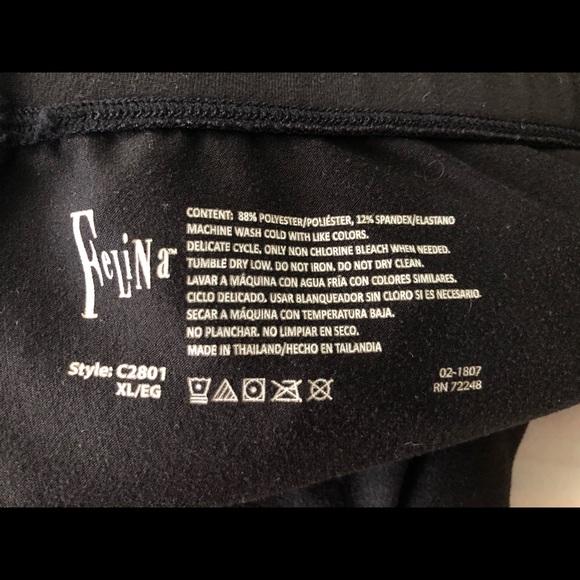 Felina™
CONTENT: 88% POLYESTER/POLIÉSTER, 12% SPANDEX/ELASTANO
MACHINE WASH COLD WITH LIKE COLORS.
DELICATE CYCLE, ONLY NON CHLORINE BLEACH WHEN NEEDED.
TUMBLE DRY LOW. DO NOT IRON. DO NOT DRY CLEAN.
LAVAR A MÁQUINA CON AGUA FRÍA CON COLORES SIMILARES.
CICLO DELICADO. USAR BLANQUEADOR SIN CLORO SI ES NECESARIO.
SECAR A MÁQUINA CON TEMPERATURA BAJA.
NO PLANCHAR. NO LIMPIAR EN SECO.
MADE IN THAILAND/HECHO EN TAILANDIA
Style: C2801
XL/EG
02-1807
RN 72248